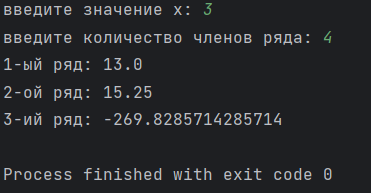 введите значение x: 3
введите количество членов ряда: 4
1-ый ряд: 13.0
2-ой ряд: 15.25
3-ий ряд: -269.8285714285714
Process finished with exit code 0